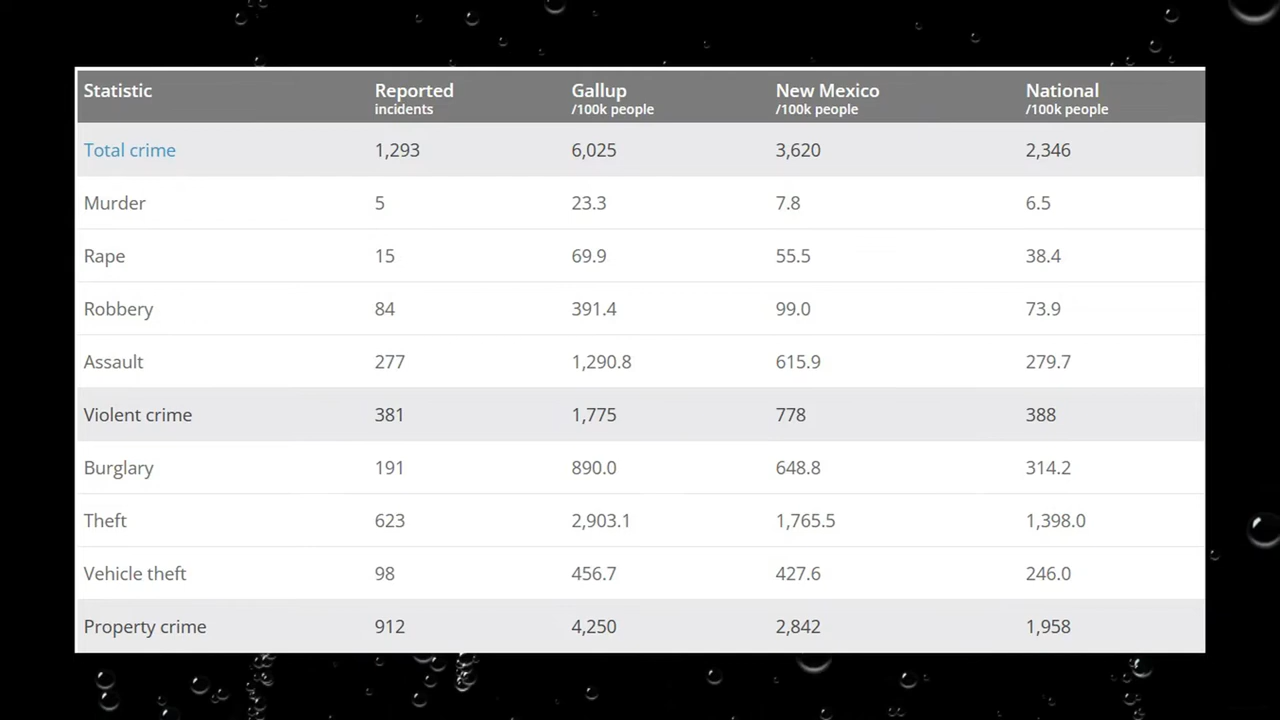 Statistic Reported Gallup New Mexico National
incidents /100k people /100k people /100k people
Total crime 1,293 6,025 3,620 2,346
Murder 5 23.3 7.8 6.5
Rape 15 69.9 55.5 38.4
Robbery 84 391.4 99.0 73.9
Assault 277 1,290.8 615.9 279.7
Violent crime 381 1,775 778 388
Burglary 191 890.0 648.8 314.2
Theft 623 2,903.1 1,765.5 1,398.0
Vehicle theft 98 456.7 427.6 246.0
Property crime 912 4,250 2,842 1,958